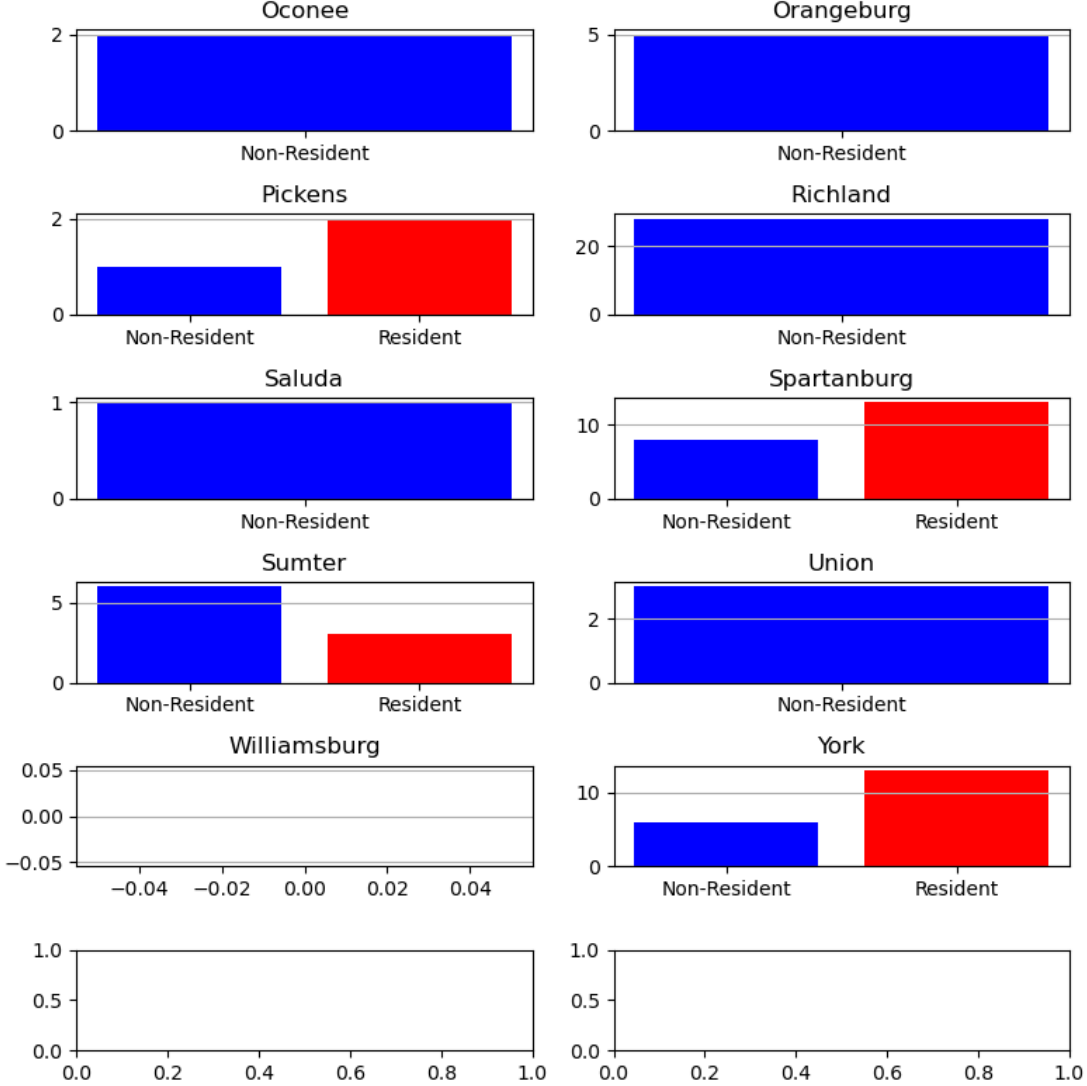 Oconee
2
0
Non-Resident
Orangeburg
5
0
Non-Resident
Pickens
2
0
Non-Resident Resident
Richland
20
0
Non-Resident
Saluda
1
0
Non-Resident
Spartanburg
10
0
Non-Resident Resident
Sumter
5
0
Non-Resident Resident
Union
2
0
Non-Resident
Williamsburg
0.05
0.00
−0.05
−0.04 −0.02 0.00 0.02 0.04
York
10
0
Non-Resident Resident
1.0
0.5
0.0
0.0 0.2 0.4 0.6 0.8 1.0
1.0
0.5
0.0
0.0 0.2 0.4 0.6 0.8 1.0